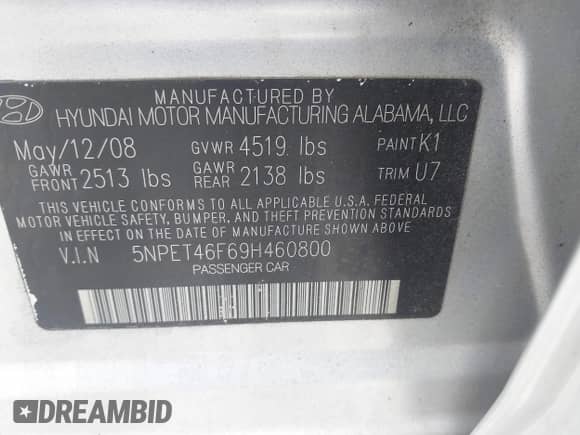 MANUFACTURED BY
HYUNDAI MOTOR MANUFACTURING ALABAMA, LLC
May/12/08 GVWR 4519 lbs PAINT K1
GAWR FRONT 2513 lbs GAWR REAR 2138 lbs TRIM U7
THIS VEHICLE CONFORMS TO ALL APPLICABLE U.S.A. FEDERAL
MOTOR VEHICLE SAFETY, BUMPER, AND THEFT PREVENTION STANDARDS
IN EFFECT ON THE DATE OF MANUFACTURE SHOWN ABOVE.
V.I.N 5NPET46F69H460800
PASSENGER CAR
DREAMBID